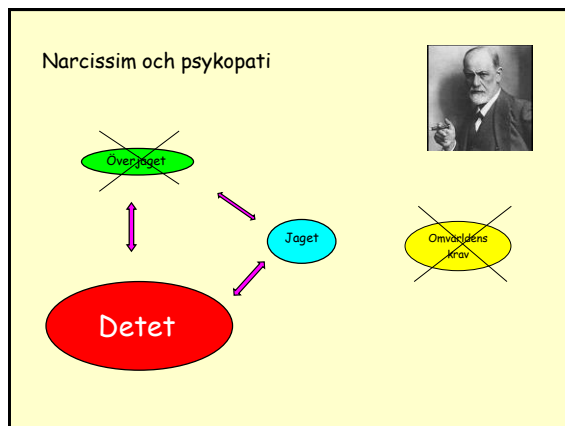 Narcissim och psykopati
Överjaget
Jaget
Omvärldens
krav
Detet